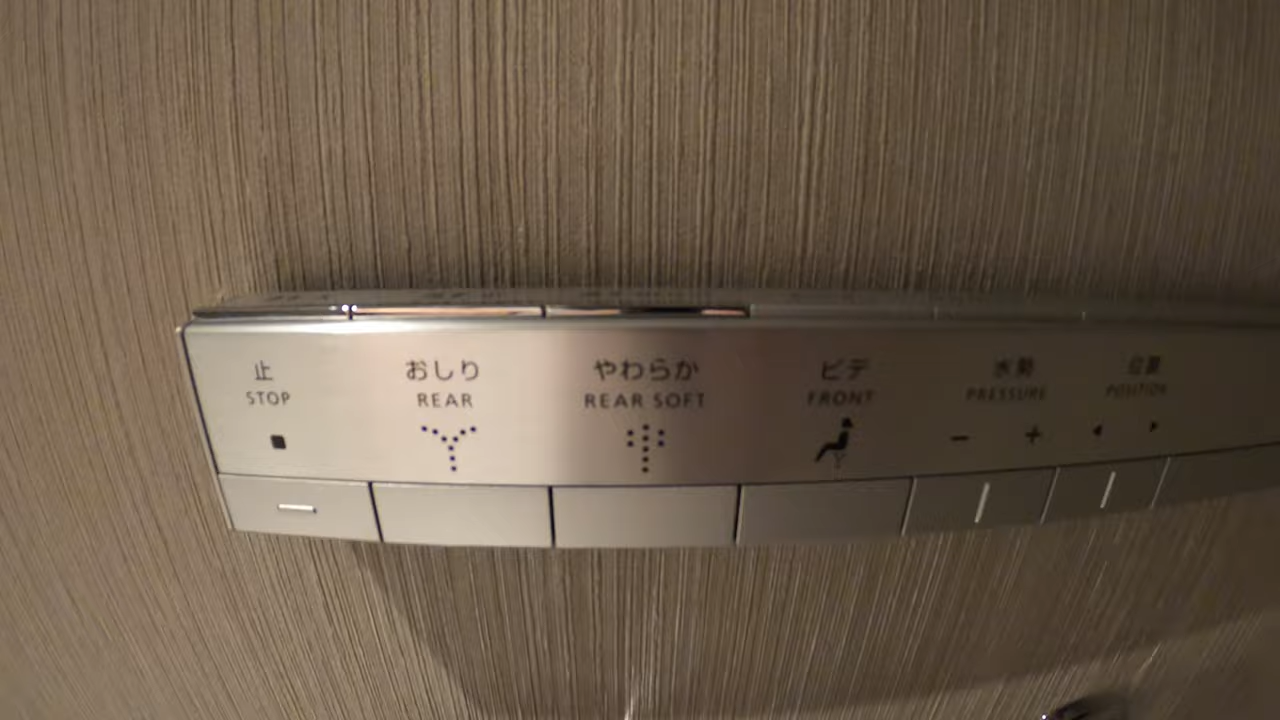 止
STOP
おしり
REAR
やわらか
REAR SOFT
ビデ
FRONT
水勢
PRESSURE
- +
位置
POSITION